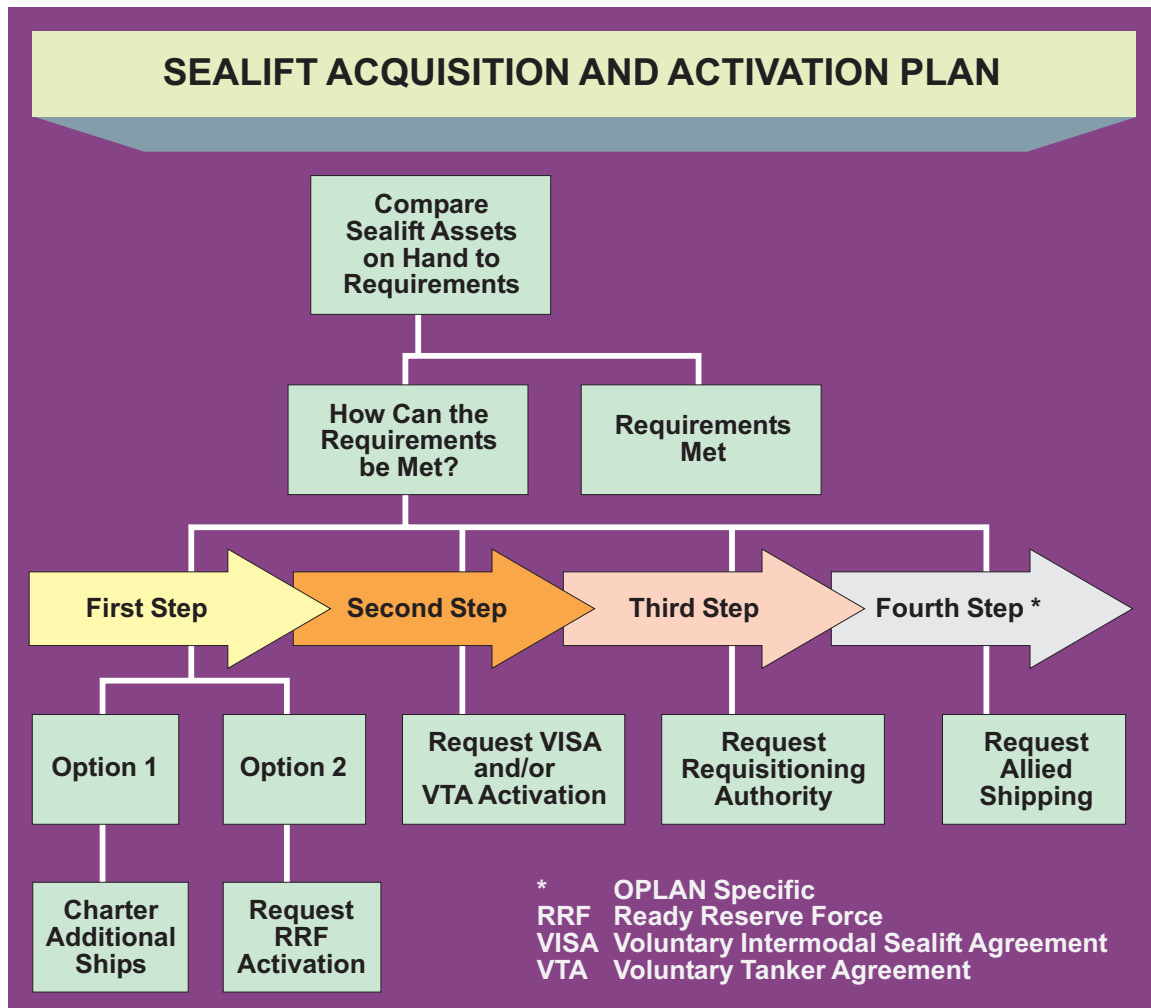 SEALIFT ACQUISITION AND ACTIVATION PLAN
Compare
Sealift Assets
on Hand to
Requirements
How Can the
Requirements
be Met?
Requirements
Met
First Step
Second Step
Third Step
Fourth Step *
Option 1
Option 2
Request VISA
and/or
VTA Activation
Request
Requisitioning
Authority
Request
Allied
Shipping
Charter
Additional
Ships
Request
RRF
Activation
* OPLAN Specific
RRF Ready Reserve Force
VISA Voluntary Intermodal Sealift Agreement
VTA Voluntary Tanker Agreement